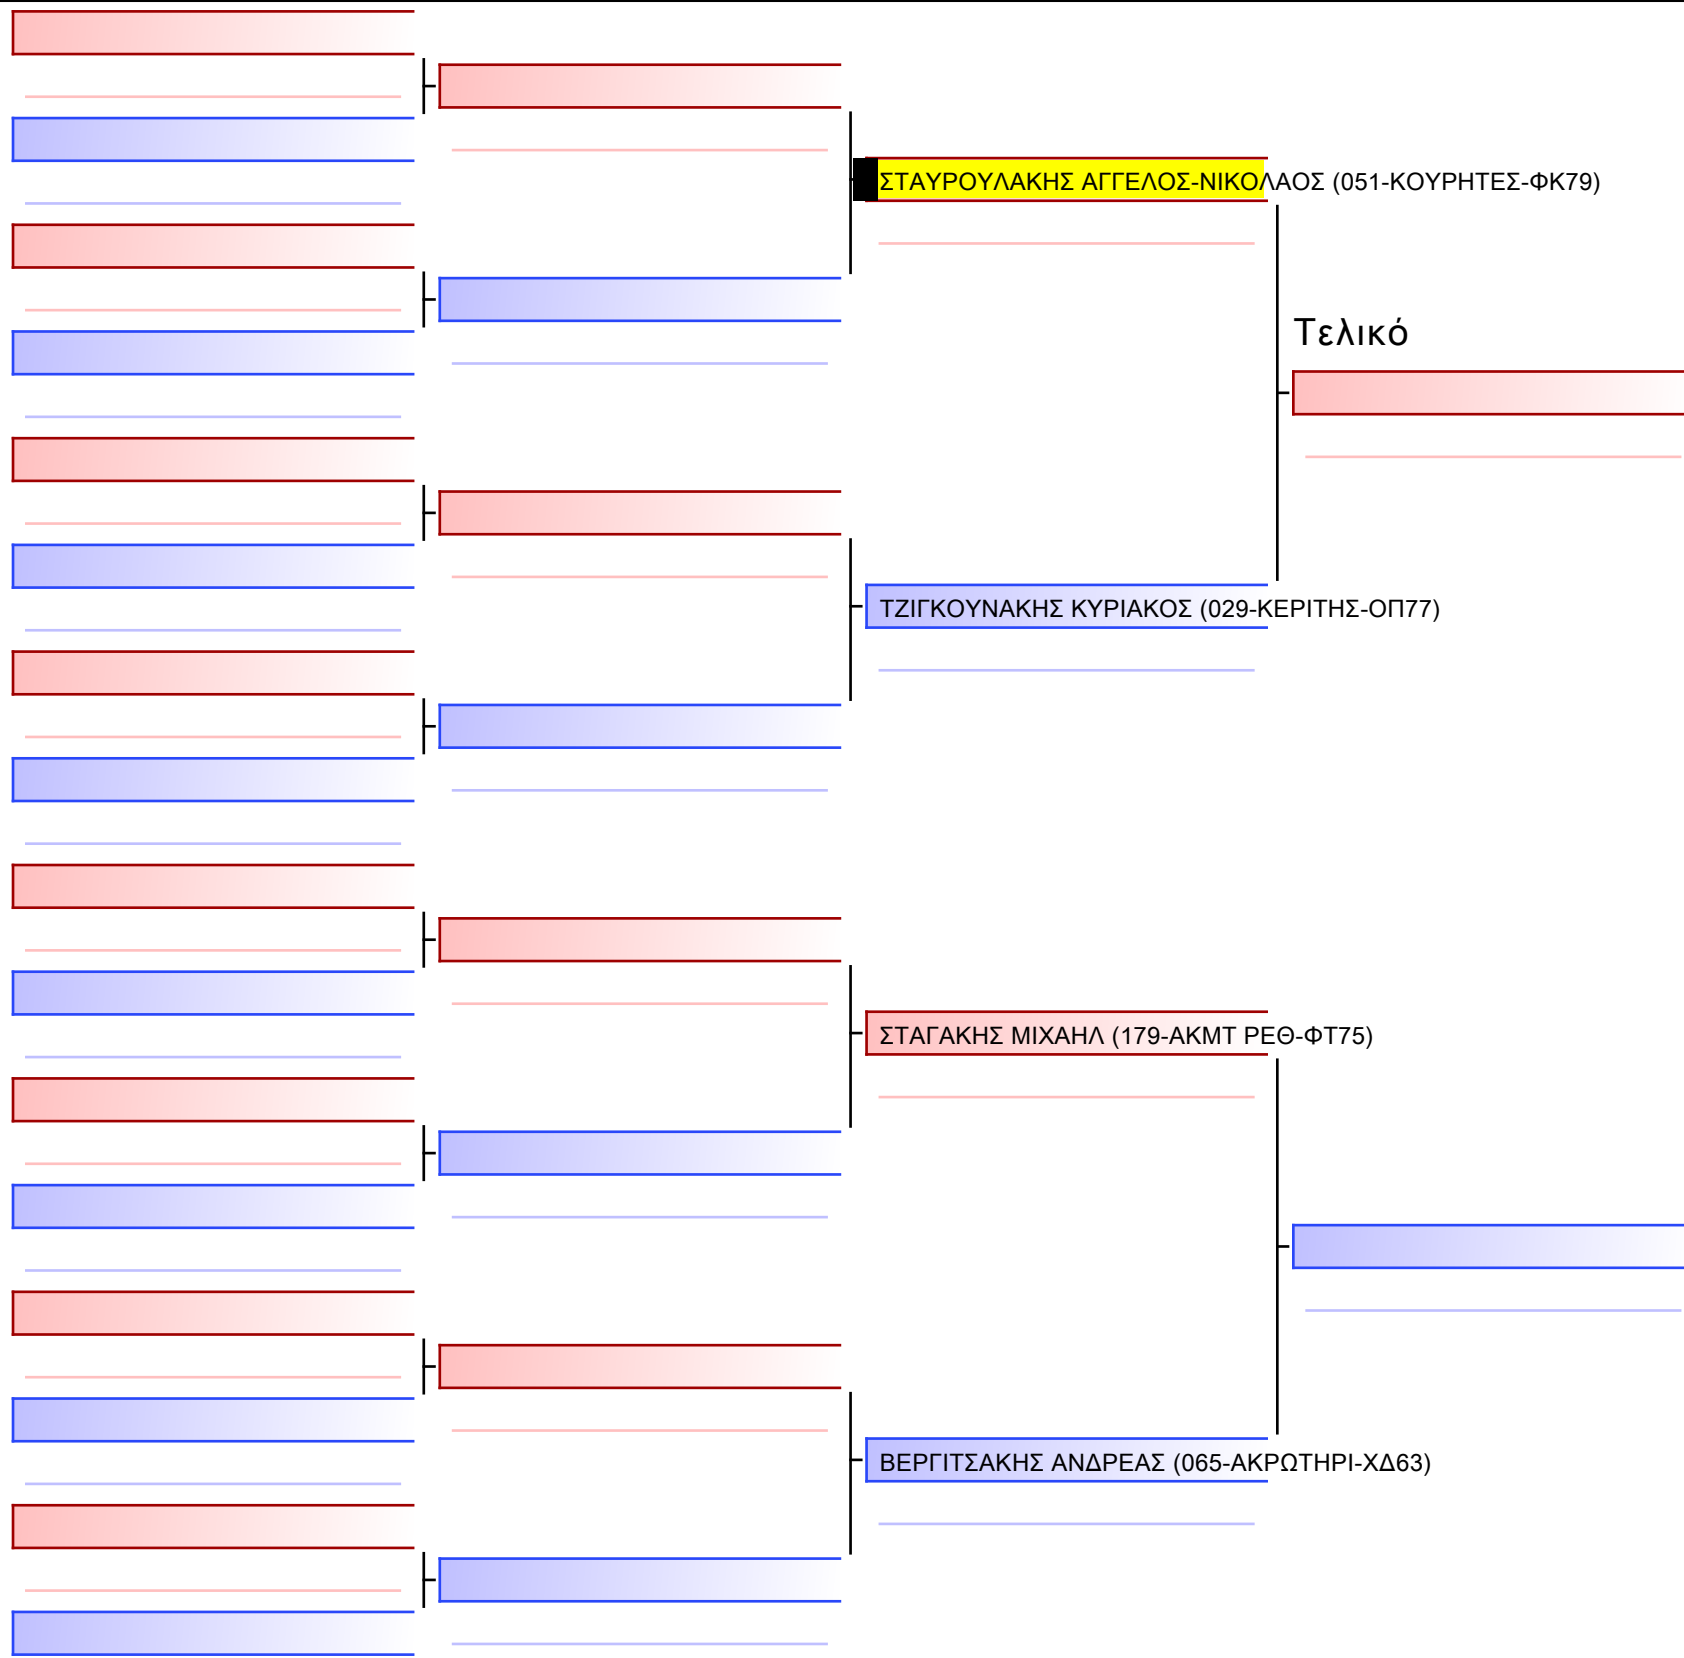 ΣΤΑΥΡΟΥΛΑΚΗΣ ΑΓΓΕΛΟΣ-ΝΙΚΟΛΑΟΣ (051-ΚΟΥΡΗΤΕΣ-ΦΚ79)
Τελικό
ΤΖΙΓΚΟΥΝΑΚΗΣ ΚΥΡΙΑΚΟΣ (029-ΚΕΡΙΤΗΣ-ΟΠ77)
ΣΤΑΓΑΚΗΣ ΜΙΧΑΗΛ (179-ΑΚΜΤ ΡΕΘ-ΦΤ75)
ΒΕΡΓΙΤΣΑΚΗΣ ΑΝΔΡΕΑΣ (065-ΑΚΡΩΤΗΡΙ-ΧΔ63)